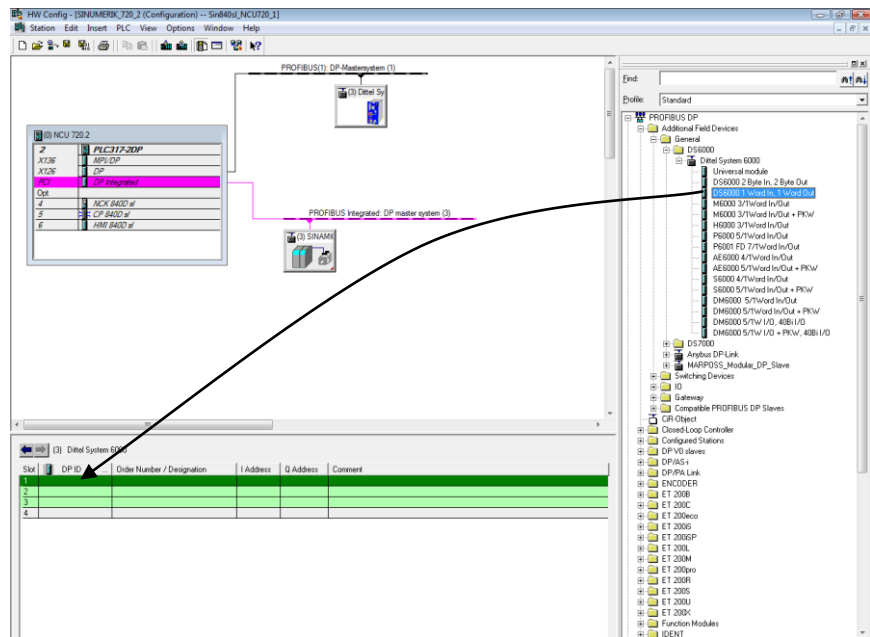 HW Config - [SINUMERIK_720_2 (Configuration) -- Sin840sl_NCU720_1]
Station Edit Insert PLC View Options Window Help
PROFIBUS(1): DP-Mastersystem (1)
(3) Dittel Sy
(0) NCU 720.2
2 PLC317-2DP
X136 MPI/DP
X126 DP
PCI DP Integrated
Opt
4 NCK 840D sl
5 CP 840D sl
6 HMI 840D sl
PROFIBUS Integrated: DP master system (3)
(3) SINAMI
(3) Dittel System 6000
Slot DP ID ... Order Number / Designation I Address Q Address Comment
1
2
3
4
Find:
Profile: Standard
PROFIBUS DP
Additional Field Devices
General
DS6000
Dittel System 6000
Universal module
DS6000 2 Byte In, 2 Byte Out
DS6000 1 Word In, 1 Word Out
M6000 3/1Word In/Out
M6000 3/1Word In/Out + PKW
H6000 3/1Word In/Out
P6000 5/1Word In/Out
P6001 FD 7/1Word In/Out
AE6000 4/1Word In/Out
AE6000 5/1Word In/Out + PKW
S6000 4/1Word In/Out
S6000 5/1Word In/Out + PKW
DM6000 5/1Word In/Out
DM6000 5/1Word In/Out + PKW
DM6000 5/1W I/O, 40Bi I/O
DM6000 5/1W I/O + PKW, 40Bi I/O
DS7000
Anybus DP-Link
MARPOSS_Modular_DP_Slave
Switching Devices
IO
Gateway
Compatible PROFIBUS DP Slaves
CiR-Object
Closed-Loop Controller
Configured Stations
DP V0 slaves
DP/AS-i
DP/PA Link
ENCODER
ET 200B
ET 200C
ET 200eco
ET 200iS
ET 200iSP
ET 200L
ET 200M
ET 200pro
ET 200R
ET 200S
ET 200U
ET 200X
Function Modules
IDENT